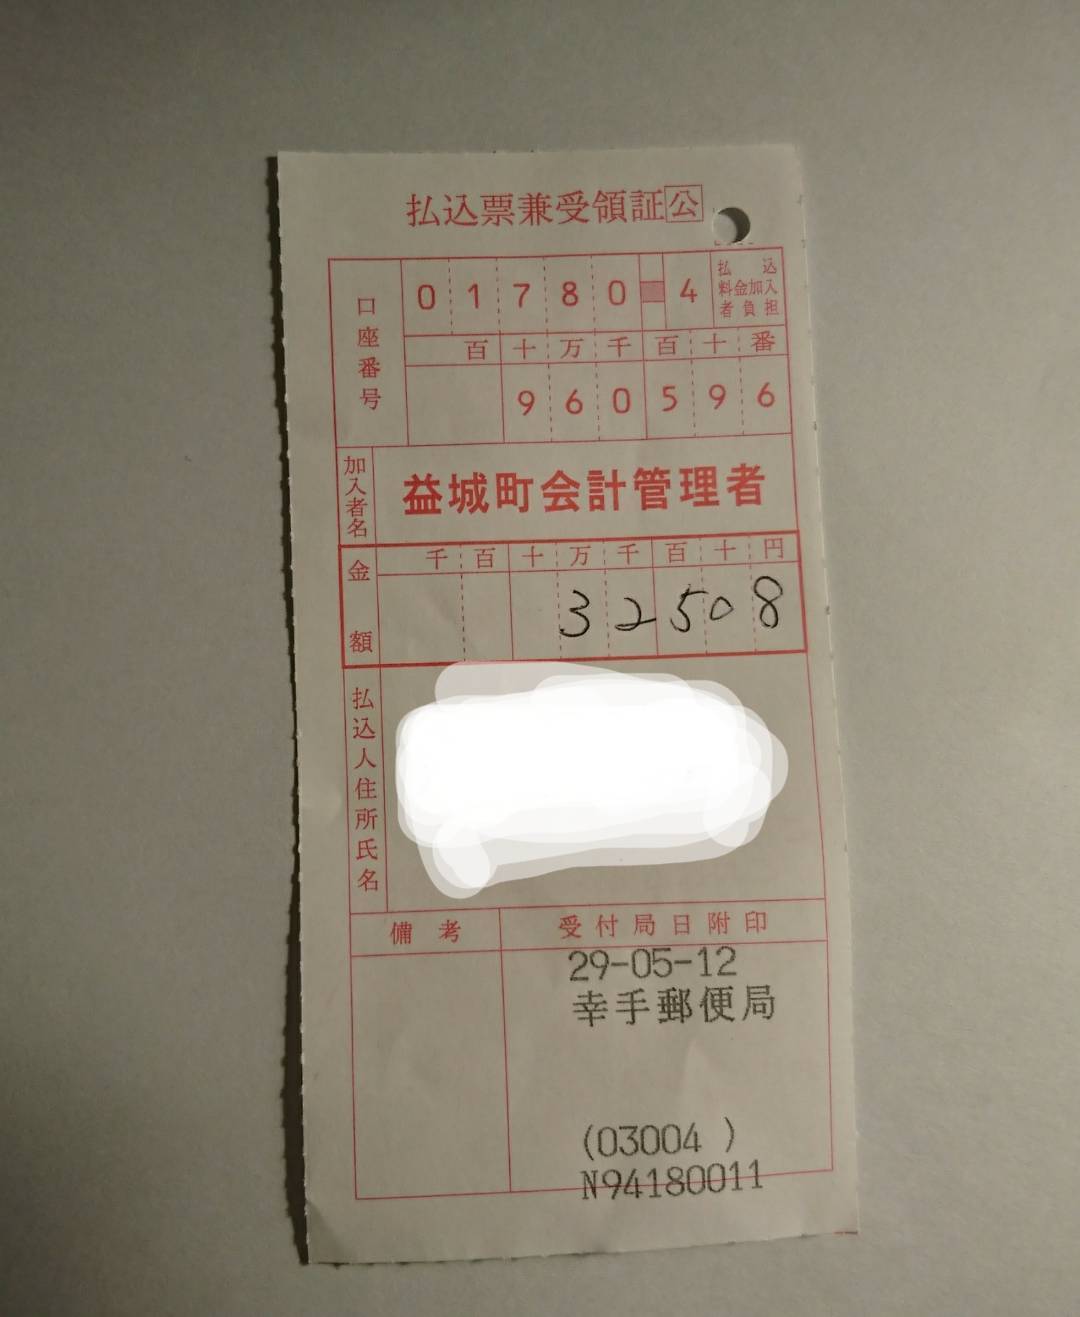 払込票兼受領証公
口座番号
01780-4
払込料金加入者負担
百十万千百十番
960596
加入者名
益城町会計管理者
金額
千百十万千百十円
32508
払込人住所氏名
備考
受付局日附印
29-05-12
幸手郵便局
(03004 )
N94180011